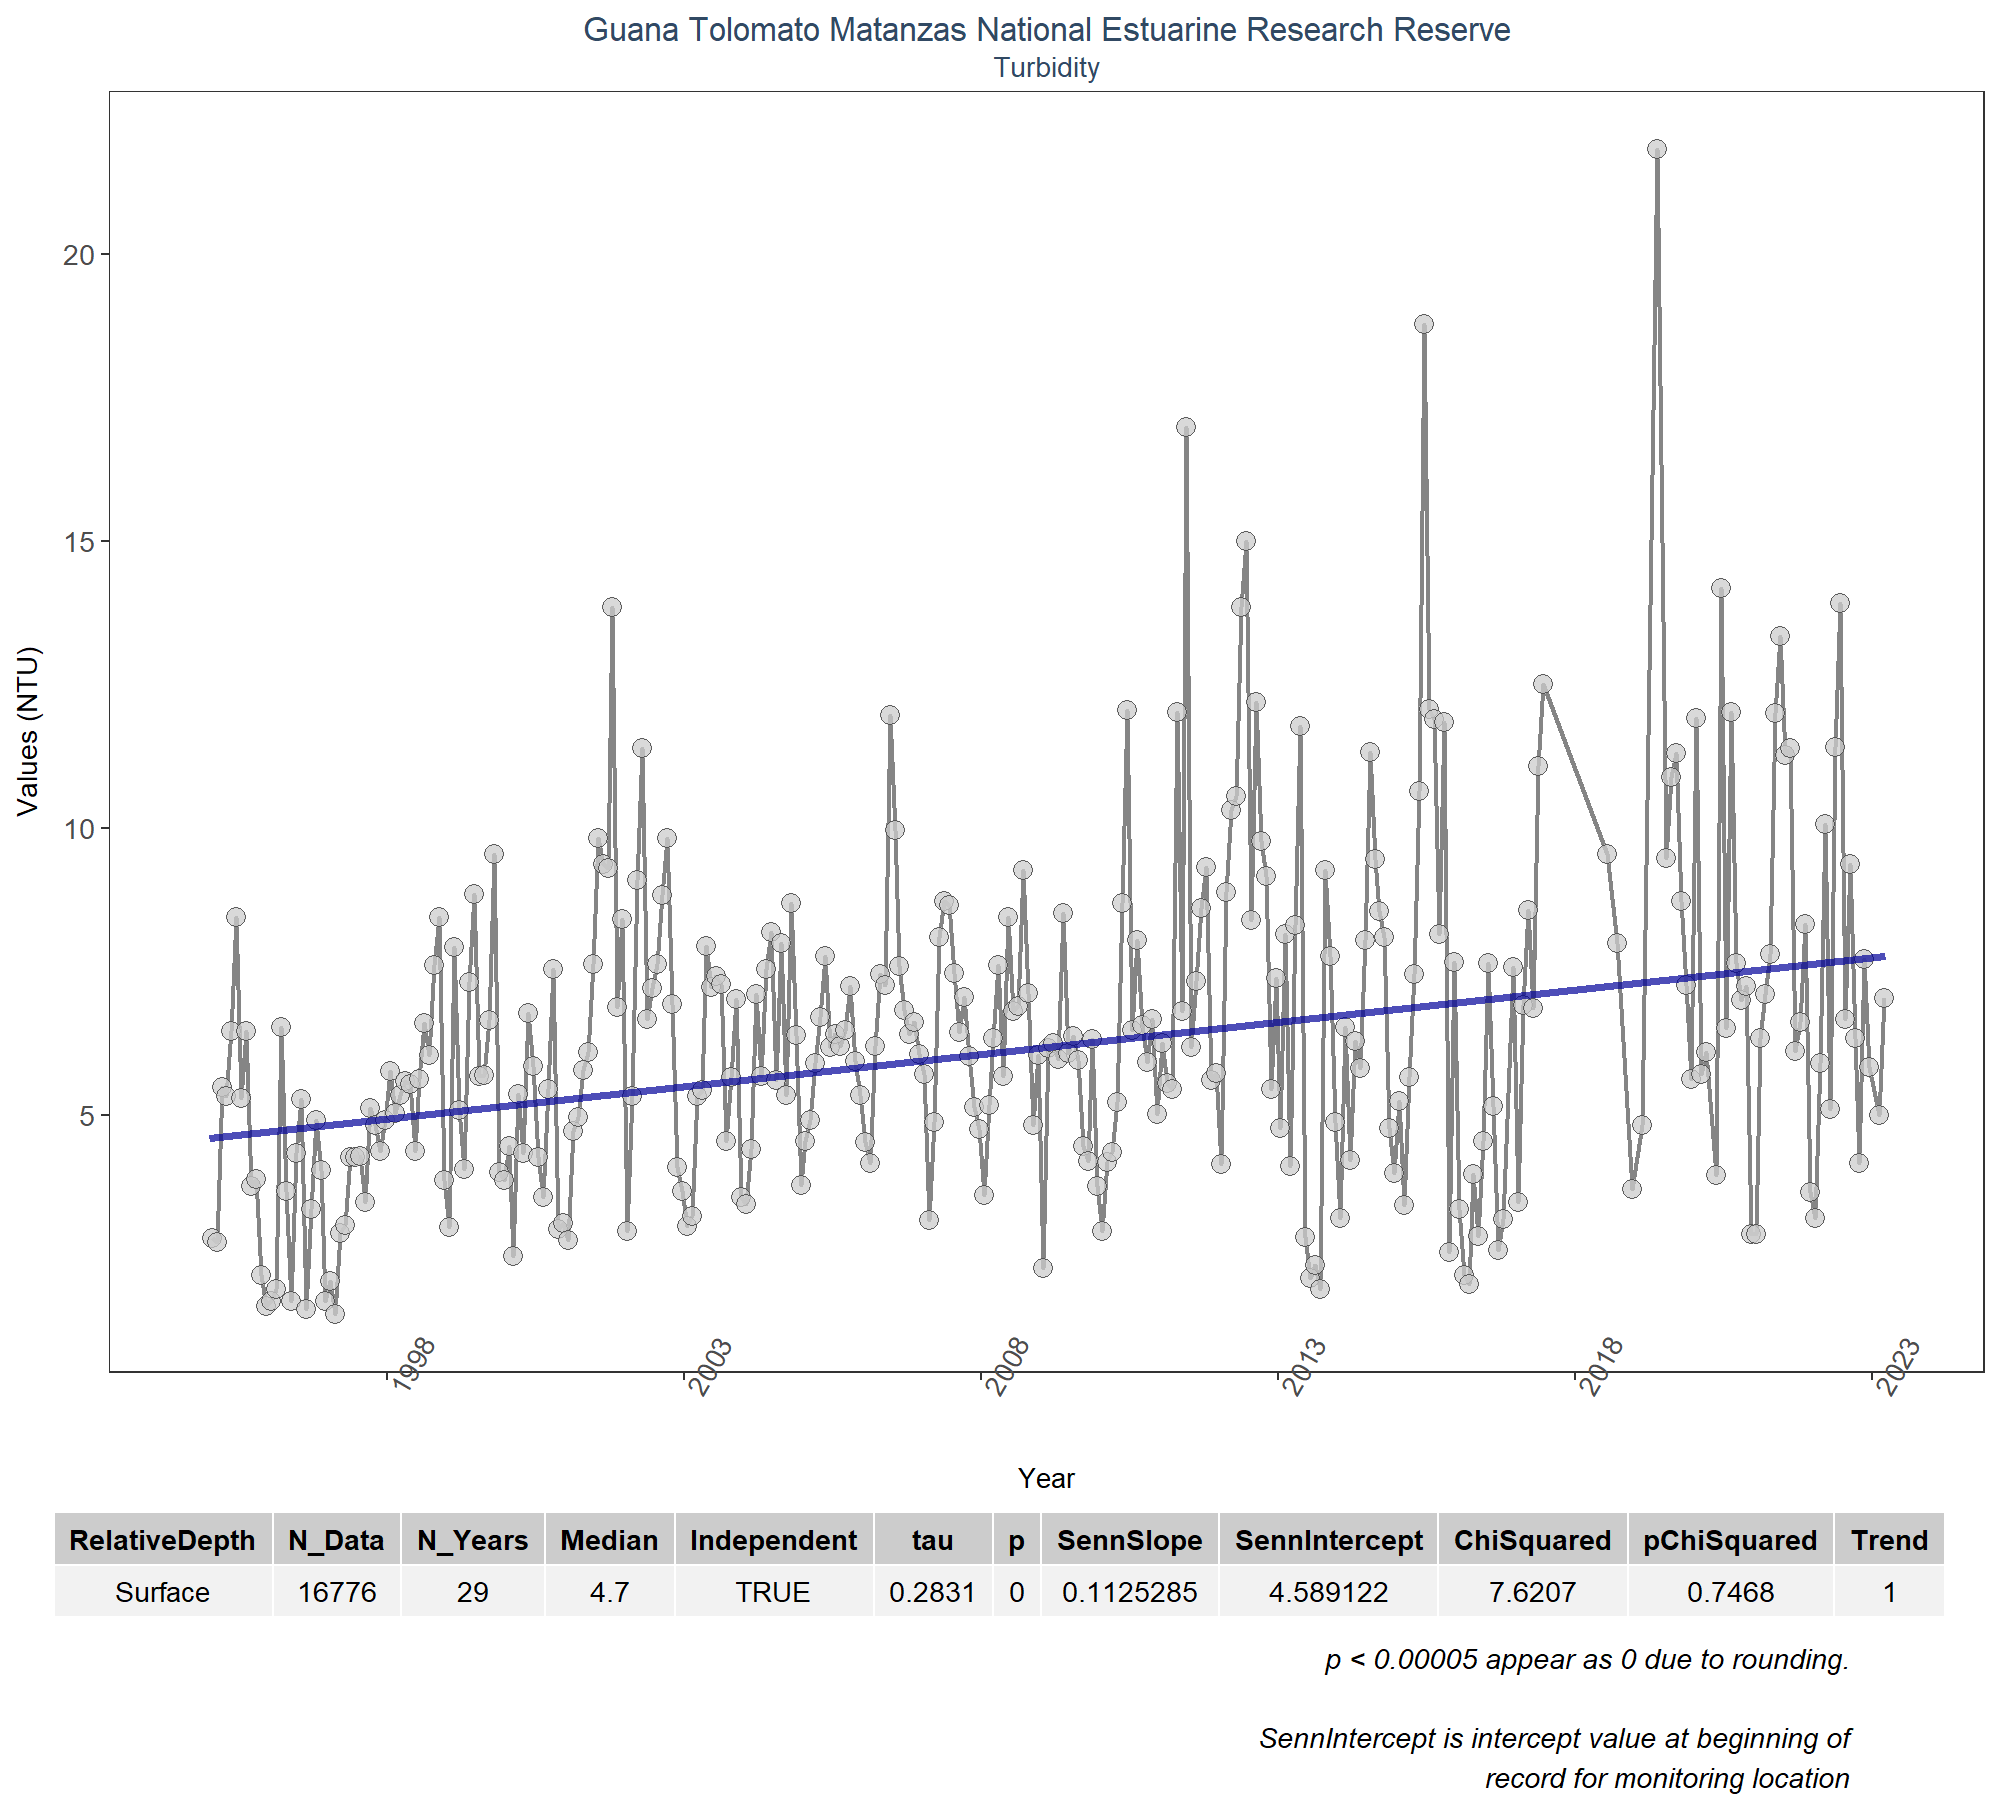 Guana Tolomato Matanzas National Estuarine Research Reserve
Turbidity
Values (NTU)
20
15
10
5
1998 2003 2008 2013 2018 2023
Year
RelativeDepth N_Data N_Years Median Independent tau p SennSlope SennIntercept ChiSquared pChiSquared Trend
Surface 16776 29 4.7 TRUE 0.2831 0 0.1125285 4.589122 7.6207 0.7468 1
p < 0.00005 appear as 0 due to rounding.
SennIntercept is intercept value at beginning of
record for monitoring location